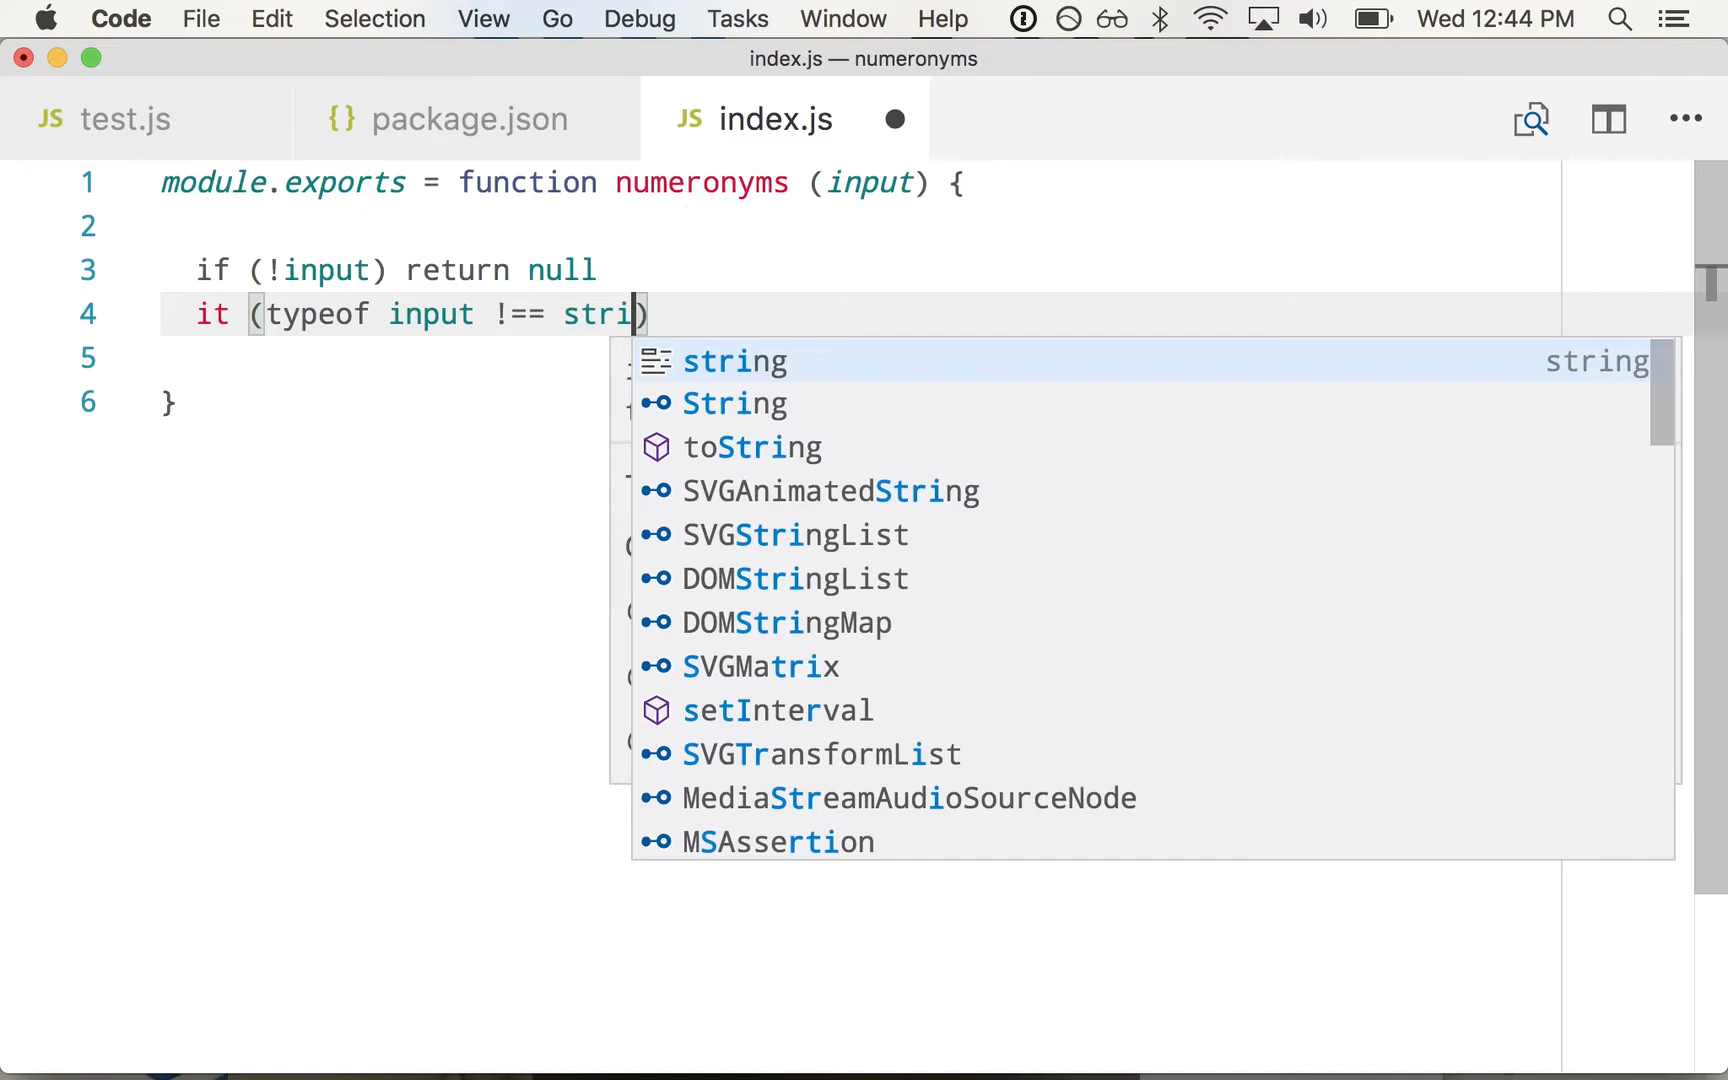 Code File Edit Selection View Go Debug Tasks Window Help Wed 12:44 PM
index.js — numeronyms
JS test.js {} package.json JS index.js
1 module.exports = function numeronyms (input) {
2
3 if (!input) return null
4 it (typeof input !== stri)
5
6 }
string string
String
toString
SVGAnimatedString
SVGStringList
DOMStringList
DOMStringMap
SVGMatrix
setInterval
SVGTransformList
MediaStreamAudioSourceNode
MSAssertion